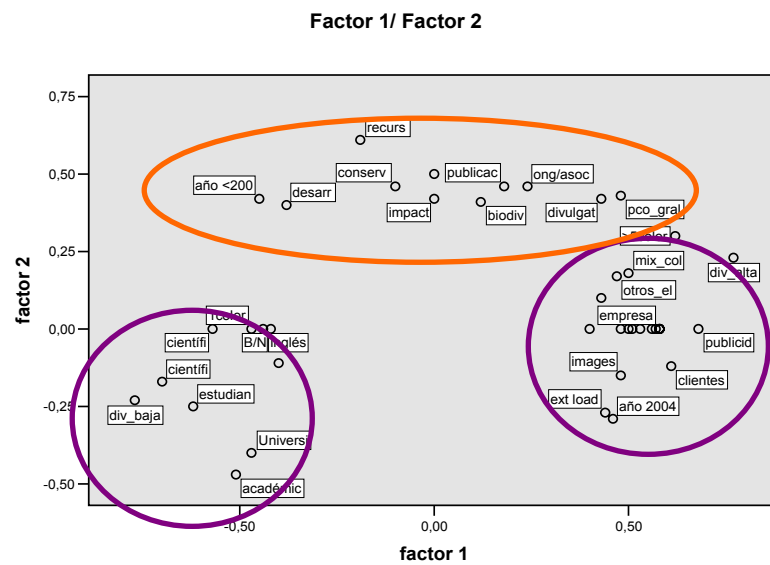 Factor 1/ Factor 2
0,75
recurs
0,50
conserv
publicac
ong/asoc
año <200
desarr
impact
biodiv
divulgat
pco_gral
0,25
mix_col
div_alta
otros_el
factor 2
0,00
empresa
científi
B/N
inglés
publicid
científi
images
clientes
estudian
div_baja
-0,25
ext load
año 2004
académic
-0,50
-0,50
0,00
0,50
factor 1